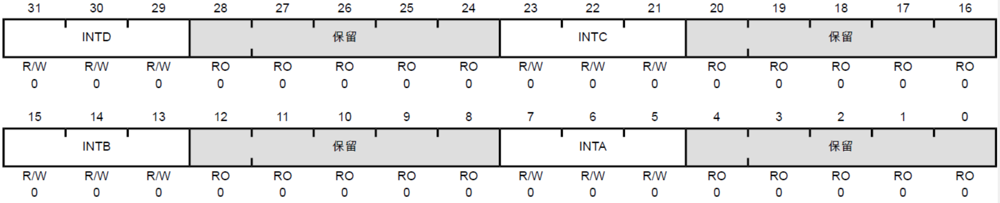 31 30 29 28 27 26 25 24 23 22 21 20 19 18 17 16
INTD 保留 INTC 保留
R/W R/W R/W RO RO RO RO RO R/W R/W R/W RO RO RO RO RO
0 0 0 0 0 0 0 0 0 0 0 0 0 0 0 0
15 14 13 12 11 10 9 8 7 6 5 4 3 2 1 0
INTB 保留 INTA 保留
R/W R/W R/W RO RO RO RO RO R/W R/W R/W RO RO RO RO RO
0 0 0 0 0 0 0 0 0 0 0 0 0 0 0 0